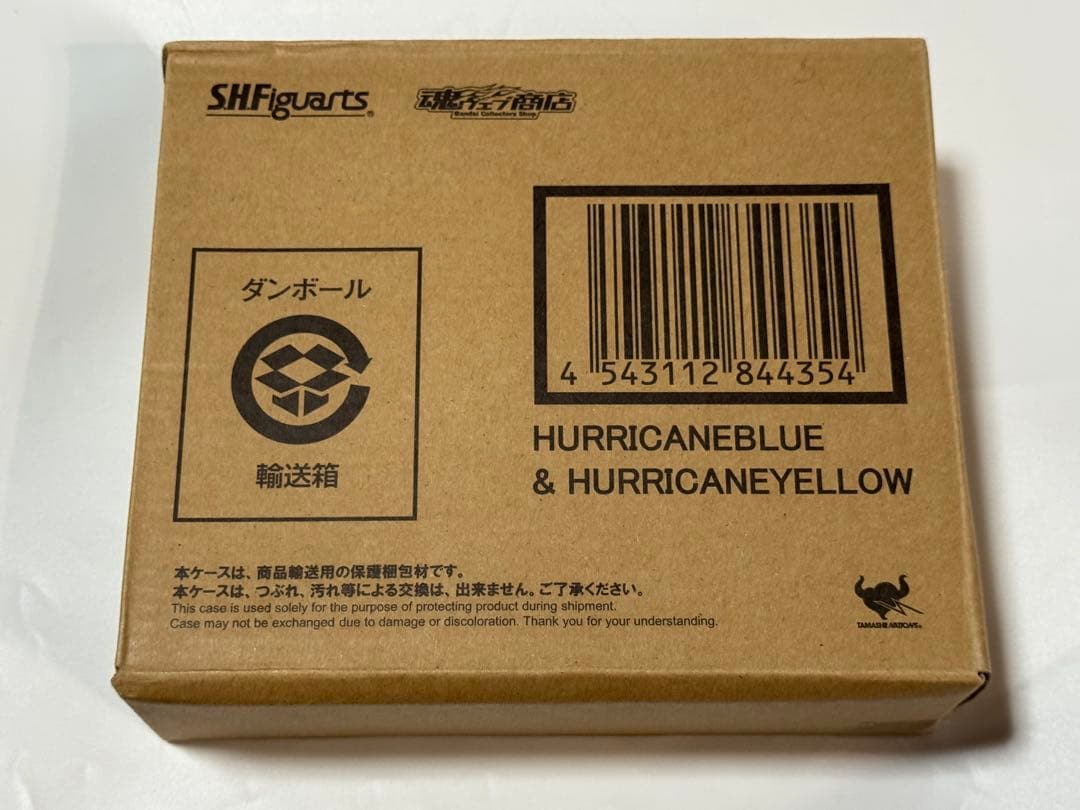 S.H.Figuarts
魂ウェブ商店
Bandai Collectors Shop
4 543112 844354
HURRICANEBLUE
& HURRICANEYELLOW
ダンボール
輸送箱
本ケースは、商品輸送用の保護梱包材です。
本ケースは、つぶれ、汚れ等による交換は、出来ません。ご了承ください。
This case is used solely for the purpose of protecting product during shipment.
Case may not be exchanged due to damage or discoloration. Thank you for your understanding.
TAMASHII NATIONS